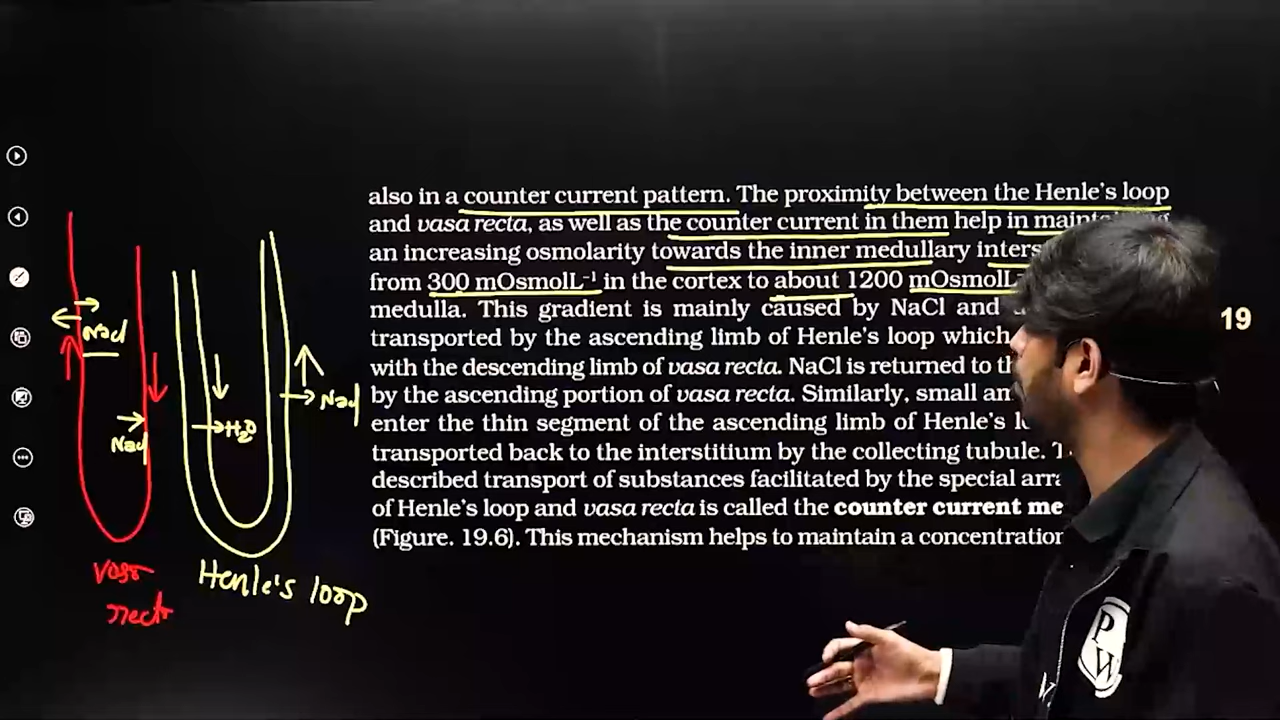 also in a counter current pattern. The proximity between the Henle's loop
and vasa recta, as well as the counter current in them help in
an increasing osmolarity towards the inner medullary
from 300 mOsmolL⁻¹ in the cortex to about 1200 mOsmolL
medulla. This gradient is mainly caused by NaCl and
transported by the ascending limb of Henle's loop which
with the descending limb of vasa recta. NaCl is returned to
by the ascending portion of vasa recta. Similarly, small
enter the thin segment of the ascending limb of Henle's
transported back to the interstitium by the collecting tubule.
described transport of substances facilitated by the special
of Henle's loop and vasa recta is called the counter current
(Figure. 19.6). This mechanism helps to maintain a concentration
19
Nacl
Nacl
H2O
Nacl
Henle's loop
P
W